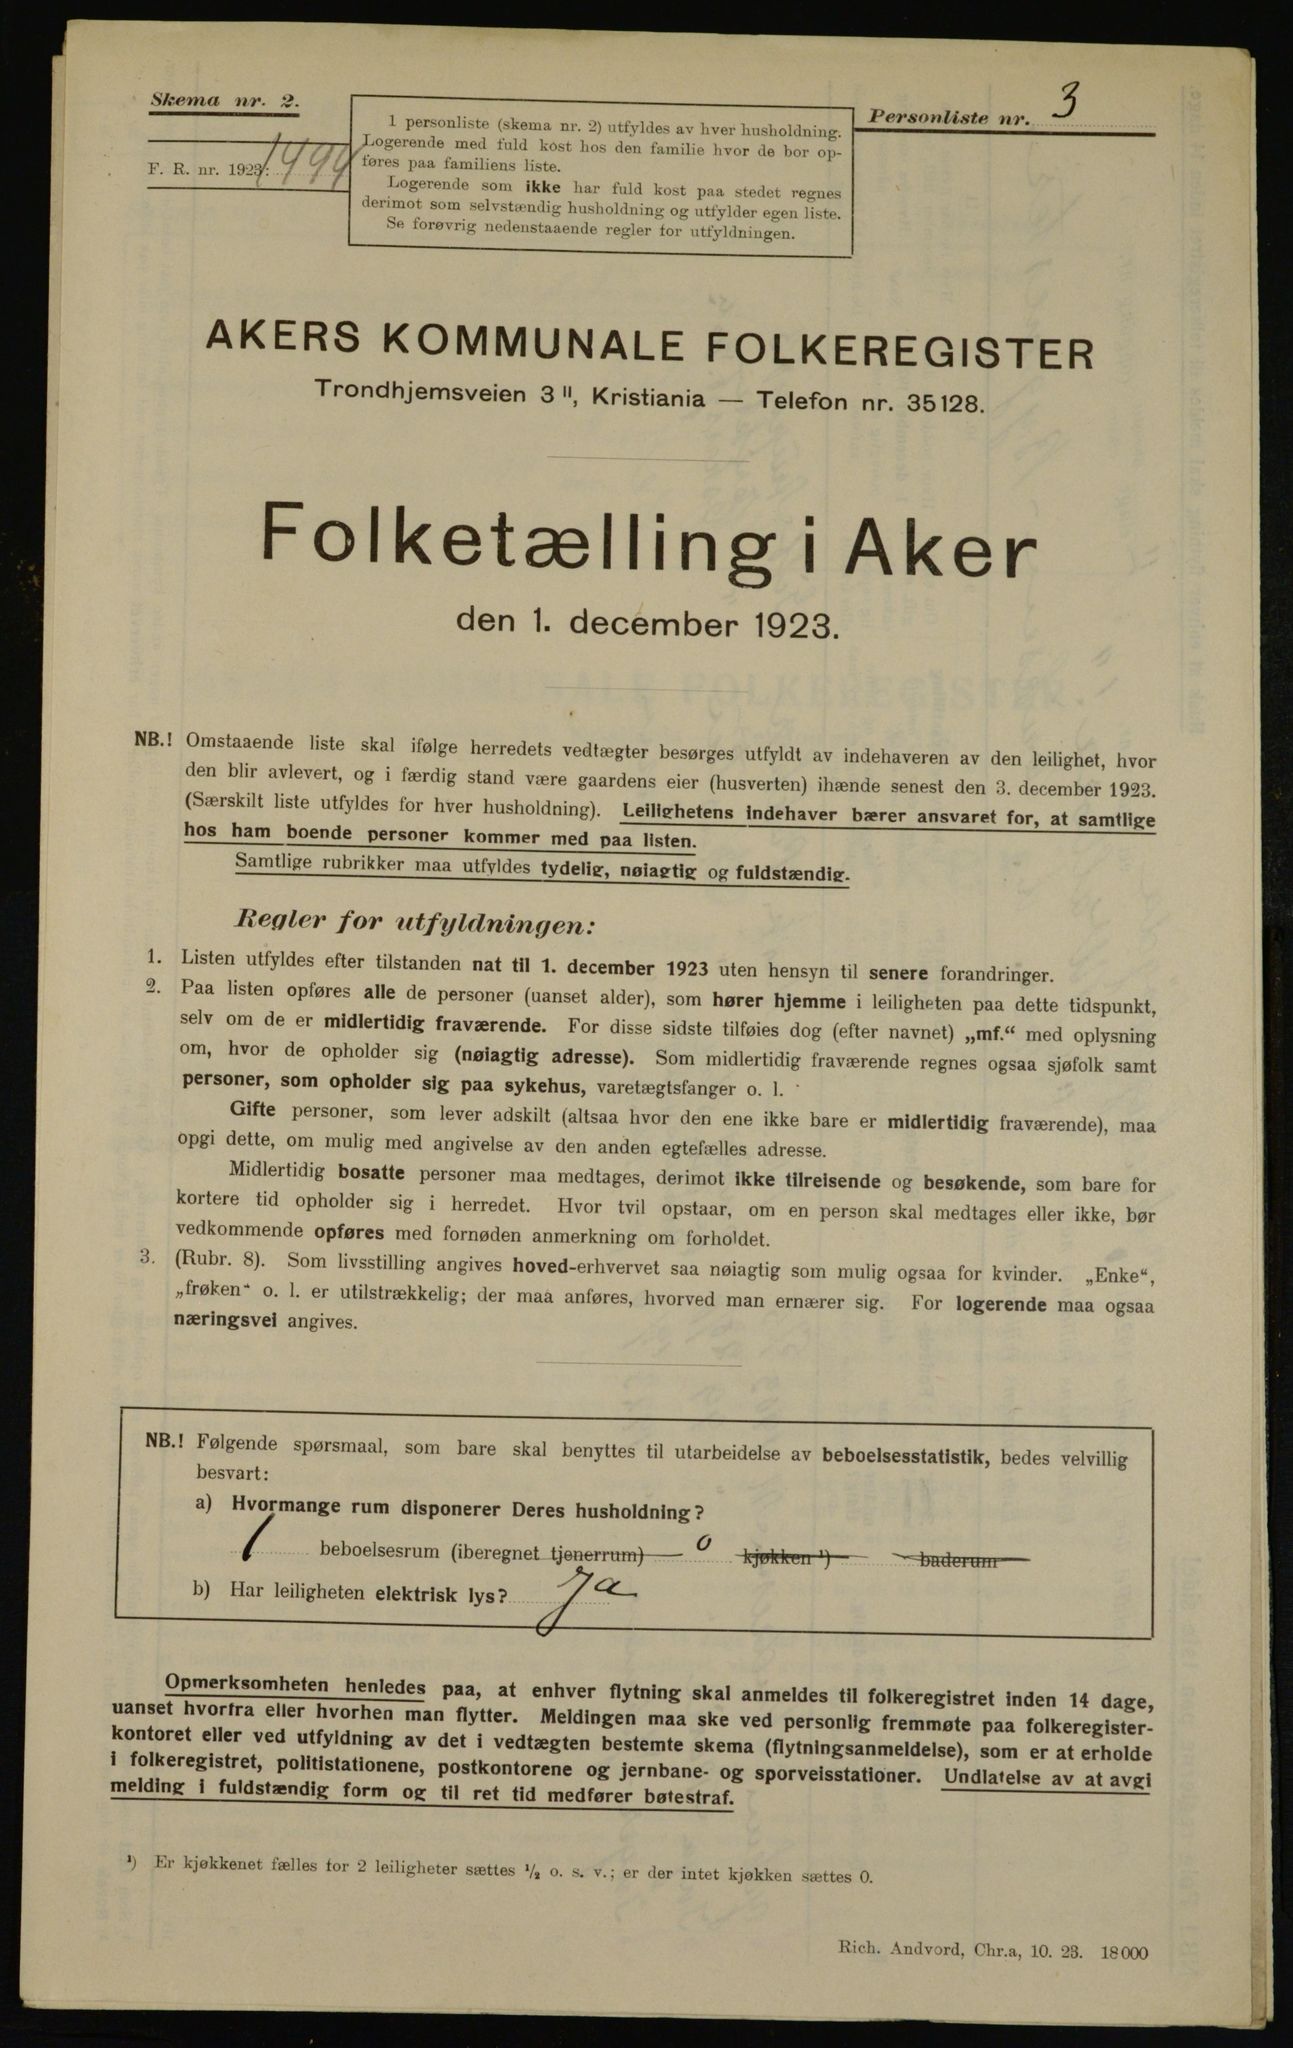 Skema nr. 2.
Personliste nr. 3
F. R. nr. 1923: 1494
1 personliste (skema nr. 2) utfyldes av hver husholdning.
Logerende med fuld kost hos den familie hvor de bor op-
føres paa familiens liste.
Logerende som ikke har fuld kost paa stedet regnes
derimot som selvstændig husholdning og utfylder egen liste.
Se forøvrig nedenstaaende regler for utfyldningen.
AKERS KOMMUNALE FOLKEREGISTER
Trondhjemsveien 3 II, Kristiania — Telefon nr. 35128.
Folketælling i Aker
den 1. december 1923.
NB.! Omstaaende liste skal ifølge herredets vedtægter besørges utfyldt av indehaveren av den leilighet, hvor
den blir avlevert, og i færdig stand være gaardens eier (husverten) ihænde senest den 3. december 1923.
(Særskilt liste utfyldes for hver husholdning). Leilighetens indehaver bærer ansvaret for, at samtlige
hos ham boende personer kommer med paa listen.
Samtlige rubrikker maa utfyldes tydelig, nøiagtig og fuldstændig.
Regler for utfyldningen:
1. Listen utfyldes efter tilstanden nat til 1. december 1923 uten hensyn til senere forandringer.
2. Paa listen opføres alle de personer (uanset alder), som hører hjemme i leiligheten paa dette tidspunkt,
selv om de er midlertidig fraværende. For disse sidste tilføies dog (efter navnet) „mf.“ med oplysning
om, hvor de opholder sig (nøiagtig adresse). Som midlertidig fraværende regnes ogsaa sjøfolk samt
personer, som opholder sig paa sykehus, varetægtsfanger o. l.
Gifte personer, som lever adskilt (altsaa hvor den ene ikke bare er midlertidig fraværende), maa
opgi dette, om mulig med angivelse av den anden egtefælles adresse.
Midlertidig bosatte personer maa medtages, derimot ikke tilreisende og besøkende, som bare for
kortere tid opholder sig i herredet. Hvor tvil opstaar, om en person skal medtages eller ikke, bør
vedkommende opføres med fornøden anmerkning om forholdet.
3. (Rubr. 8). Som livsstilling angives hoved-erhvervet saa nøiagtig som mulig ogsaa for kvinder. „Enke“,
„frøken“ o. l. er utilstrækkelig; der maa anføres, hvorved man ernærer sig. For logerende maa ogsaa
næringsvei angives.
NB.! Følgende spørsmaal, som bare skal benyttes til utarbeidelse av beboelsesstatistik, bedes velvillig
besvart:
a) Hvormange rum disponerer Deres husholdning?
1 beboelsesrum (iberegnet tjenerrum) 0 kjøkken ¹) baderum
b) Har leiligheten elektrisk lys? Ja
Opmerksomheten henledes paa, at enhver flytning skal anmeldes til folkeregistret inden 14 dage,
uanset hvorfra eller hvorhen man flytter. Meldingen maa ske ved personlig fremmøte paa folkeregister-
kontoret eller ved utfyldning av det i vedtægten bestemte skema (flytningsanmeldelse), som er at erholde
i folkeregistret, politistationene, postkontorene og jernbane- og sporveisstationer. Undlatelse av at avgi
melding i fuldstændig form og til ret tid medfører bøtestraf.
¹) Er kjøkkenet fælles for 2 leiligheter sættes ½ o. s. v.; er der intet kjøkken sættes 0.
Rich. Andvord, Chr.a, 10. 23. 18000